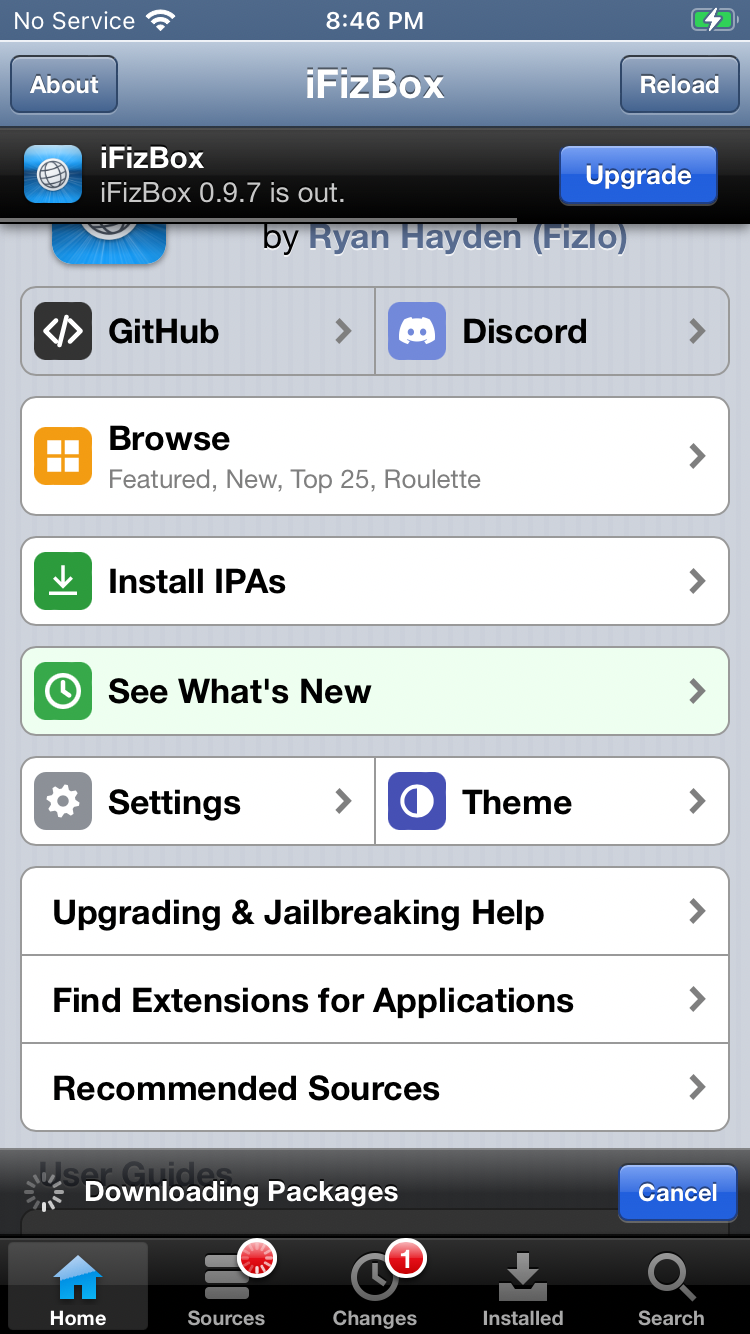 No Service 8:46 PM
About iFizBox Reload
iFizBox
iFizBox 0.9.7 is out.
Upgrade
by Ryan Hayden (Fizlo)
GitHub Discord
Browse
Featured, New, Top 25, Roulette
Install IPAs
See What's New
Settings Theme
Upgrading & Jailbreaking Help
Find Extensions for Applications
Recommended Sources
User Guides
Downloading Packages Cancel
1
Home Sources Changes Installed Search